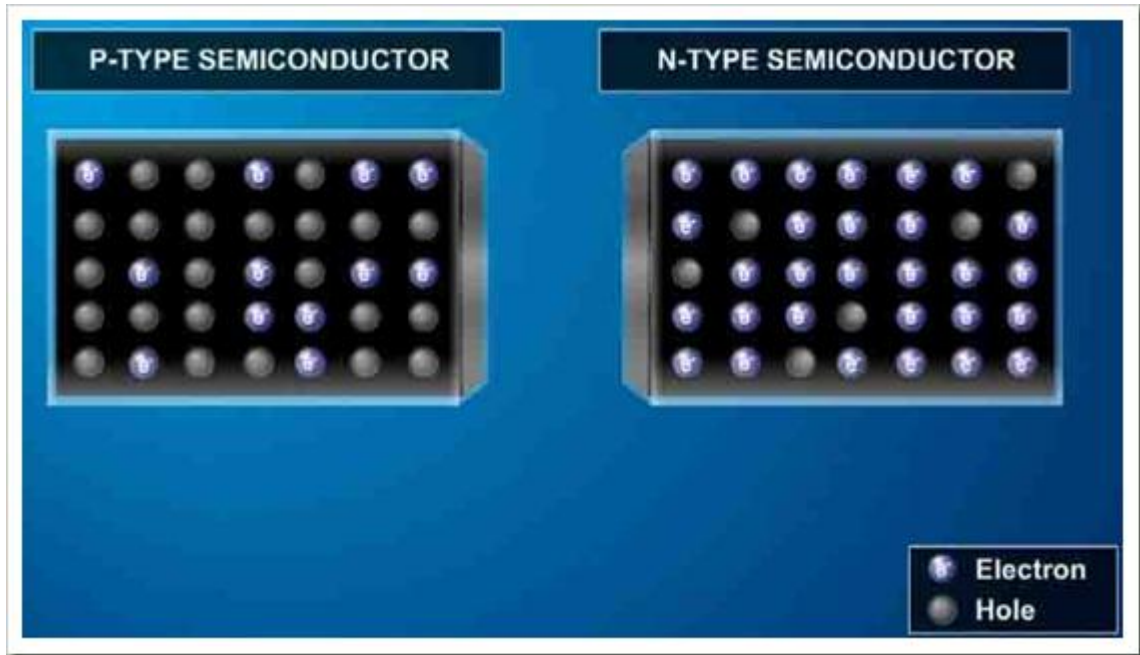 P-TYPE SEMICONDUCTOR
N-TYPE SEMICONDUCTOR
e- e- e- e-
e- e- e- e-
e- e-
e- e-
e- e- e- e- e- e-
e- e- e- e- e-
e- e- e- e- e- e-
e- e- e- e- e- e-
e- e- e- e- e- e-
e- Electron
Hole